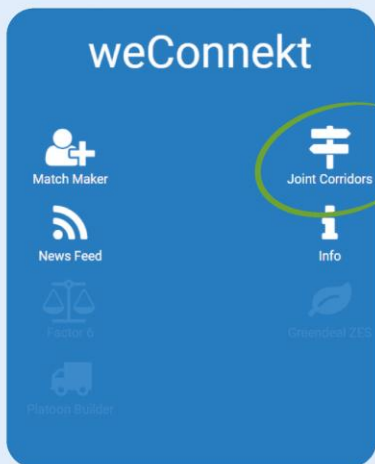 weConnekt
Match Maker
Joint Corridors
News Feed
Info
Factor 6
Greendeal ZES
Platoon Builder